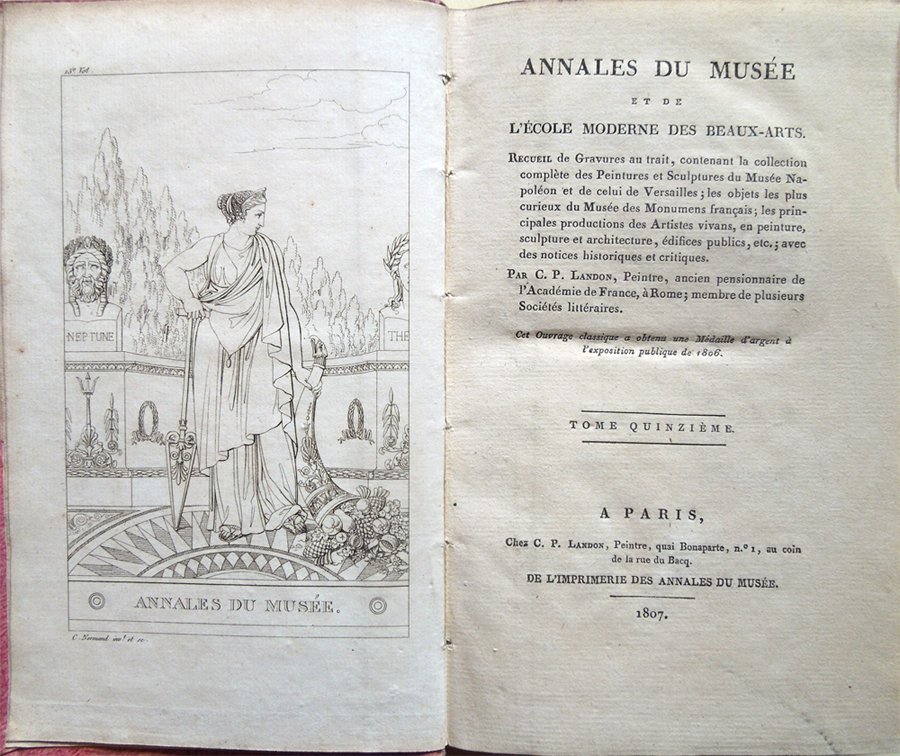 15.e Vol.
NEPTUNE
THE
ANNALES DU MUSÉE.
C. Normand inv.t et sc.
ANNALES DU MUSÉE
ET DE
L'ÉCOLE MODERNE DES BEAUX-ARTS.
RECUEIL de Gravures au trait, contenant la collection
complète des Peintures et Sculptures du Musée Na-
poléon et de celui de Versailles; les objets les plus
curieux du Musée des Monumens français; les prin-
cipales productions des Artistes vivans, en peinture,
sculpture et architecture, édifices publics, etc.; avec
des notices historiques et critiques.
PAR C. P. LANDON, Peintre, ancien pensionnaire de
l'Académie de France, à Rome; membre de plusieurs
Sociétés littéraires.
Cet Ouvrage classique a obtenu une Médaille d'argent à
l'exposition publique de 1806.
TOME QUINZIÈME.
A PARIS,
Chez C. P. LANDON, Peintre, quai Bonaparte, n.º 1, au coin
de la rue du Bacq.
DE L'IMPRIMERIE DES ANNALES DU MUSÉE.
1807.